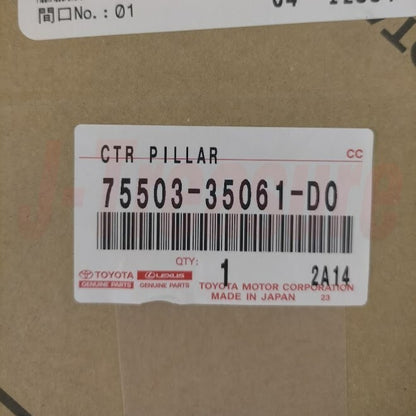 間口No.：01
CTR PILLAR
CC
75503-35061-D0
QTY:
1
2A14
TOYOTA
GENUINE PARTS
LEXUS
GENUINE PARTS
TOYOTA MOTOR CORPORATION
MADE IN JAPAN
23